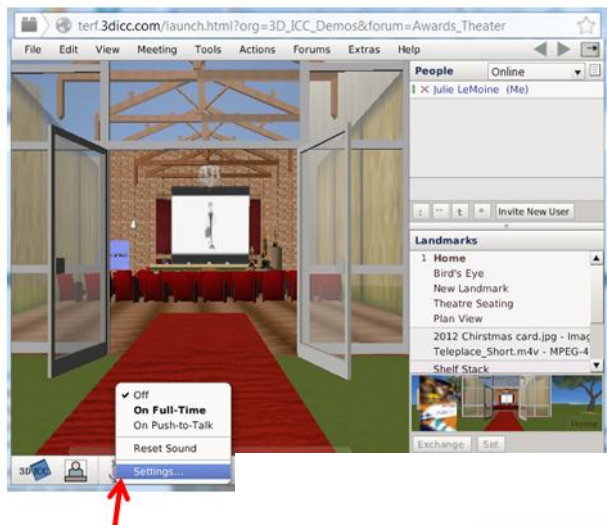 terf.3dicc.com/launch.html?org=3D_ICC_Demos&forum=Awards_Theater
File Edit View Meeting Tools Actions Forums Extras Help
People Online
Julie LeMoine (Me)
Invite New User
Landmarks
1 Home
Bird's Eye
New Landmark
Theatre Seating
Plan View
2012 Chirstmas card.jpg - Imag
Teleplace_Short.m4v - MPEG-4
Shelf Stack
Home
Exchange Set
Off
On Full-Time
On Push-to-Talk
Reset Sound
Settings...
3D ICC